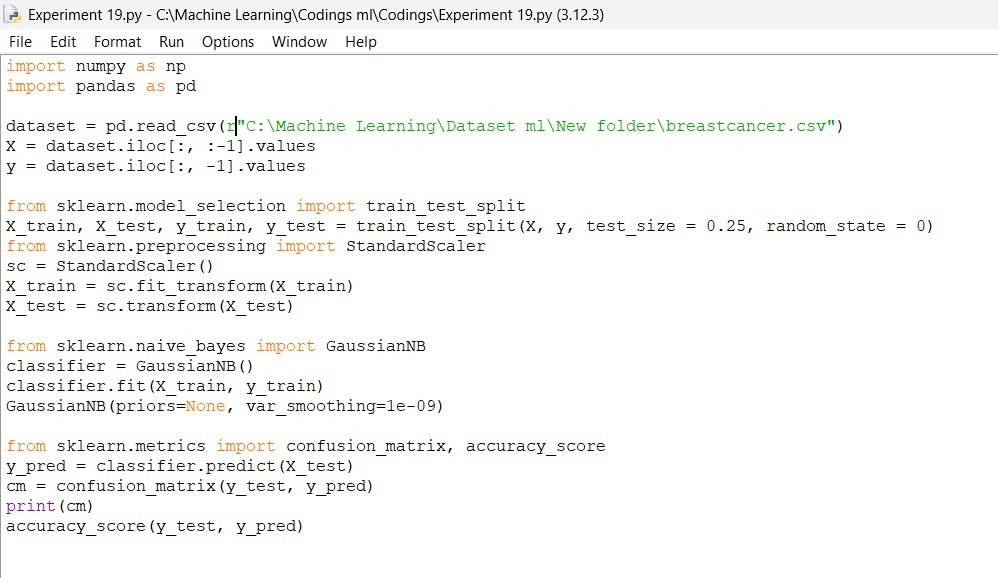 Experiment 19.py - C:\Machine Learning\Codings ml\Codings\Experiment 19.py (3.12.3)
File Edit Format Run Options Window Help
import numpy as np
import pandas as pd
dataset = pd.read_csv(r"C:\Machine Learning\Dataset ml\New folder\breastcancer.csv")
X = dataset.iloc[:, :-1].values
y = dataset.iloc[:, -1].values
from sklearn.model_selection import train_test_split
X_train, X_test, y_train, y_test = train_test_split(X, y, test_size = 0.25, random_state = 0)
from sklearn.preprocessing import StandardScaler
sc = StandardScaler()
X_train = sc.fit_transform(X_train)
X_test = sc.transform(X_test)
from sklearn.naive_bayes import GaussianNB
classifier = GaussianNB()
classifier.fit(X_train, y_train)
GaussianNB(priors=None, var_smoothing=1e-09)
from sklearn.metrics import confusion_matrix, accuracy_score
y_pred = classifier.predict(X_test)
cm = confusion_matrix(y_test, y_pred)
print(cm)
accuracy_score(y_test, y_pred)